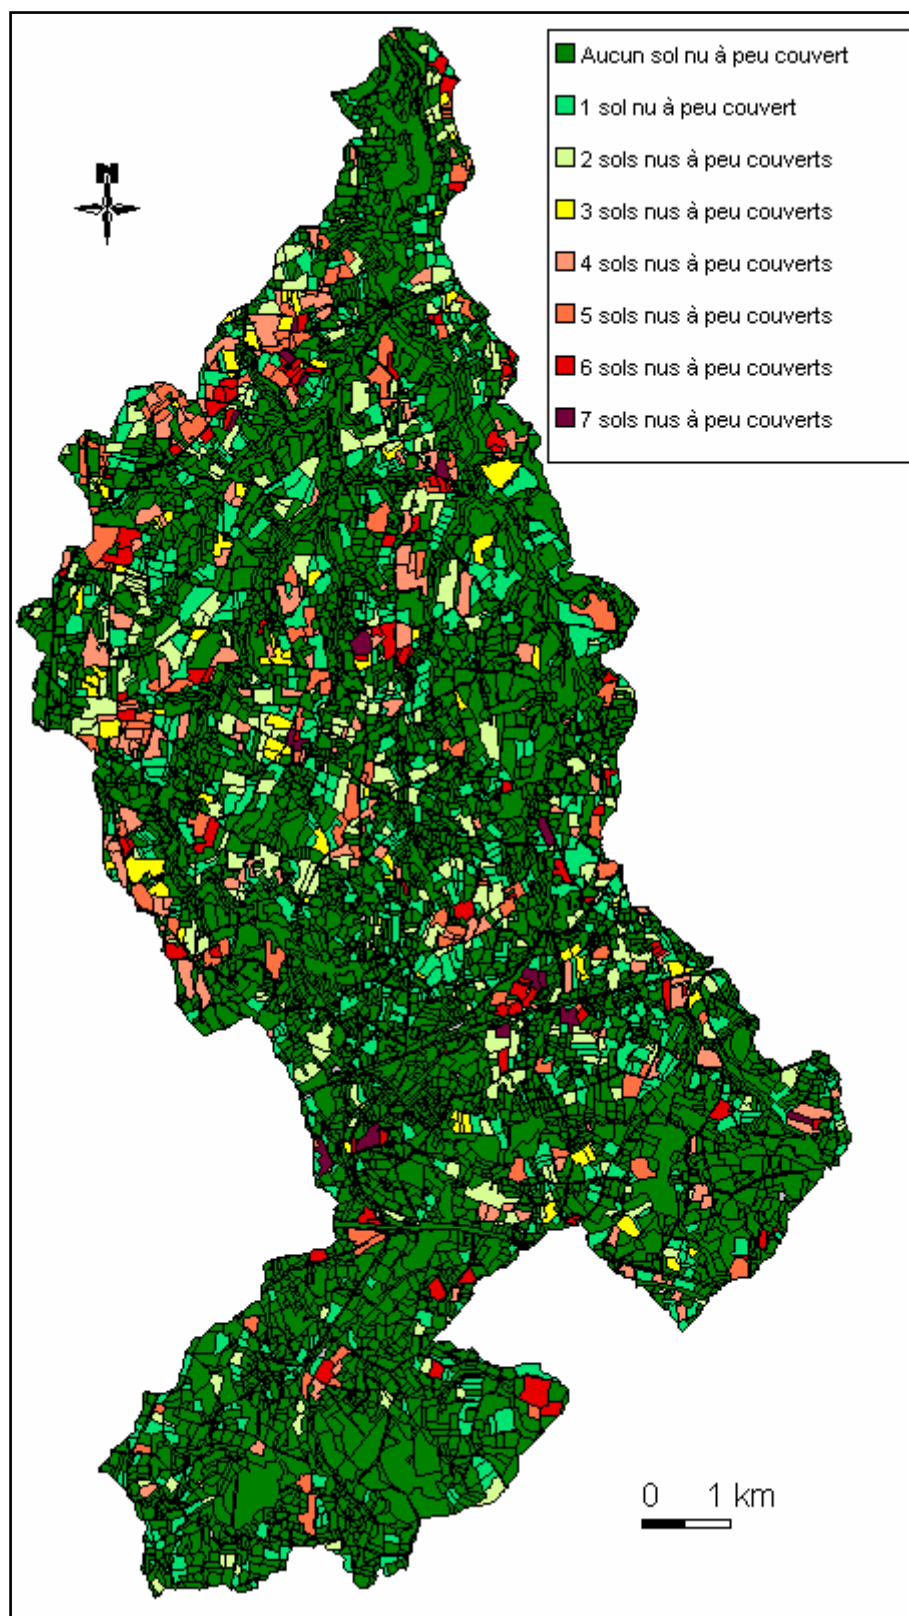 Aucun sol nu à peu couvert
1 sol nu à peu couvert
2 sols nus à peu couverts
N
3 sols nus à peu couverts
4 sols nus à peu couverts
5 sols nus à peu couverts
6 sols nus à peu couverts
7 sols nus à peu couverts
0 1 km